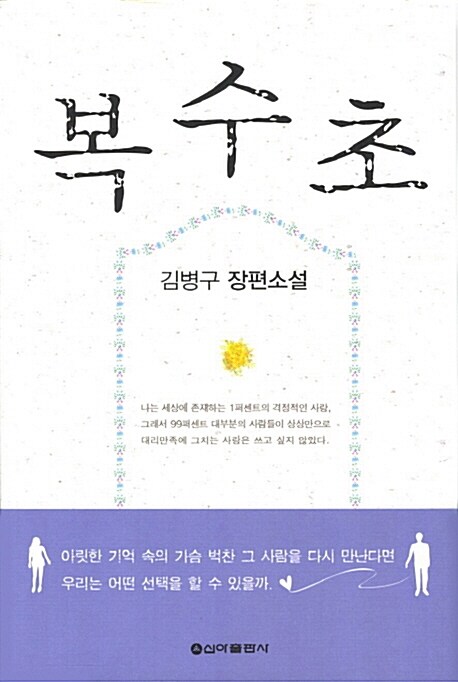 복수초
김병구 장편소설
나는 세상에 존재하는 1퍼센트의 격정적인 사랑,
그래서 99퍼센트 대부분의 사람들이 상상만으로
대리만족에 그치는 사랑은 쓰고 싶지 않았다.
아릿한 기억 속의 가슴 벅찬 그 사람을 다시 만난다면
우리는 어떤 선택을 할 수 있을까.
신아출판사